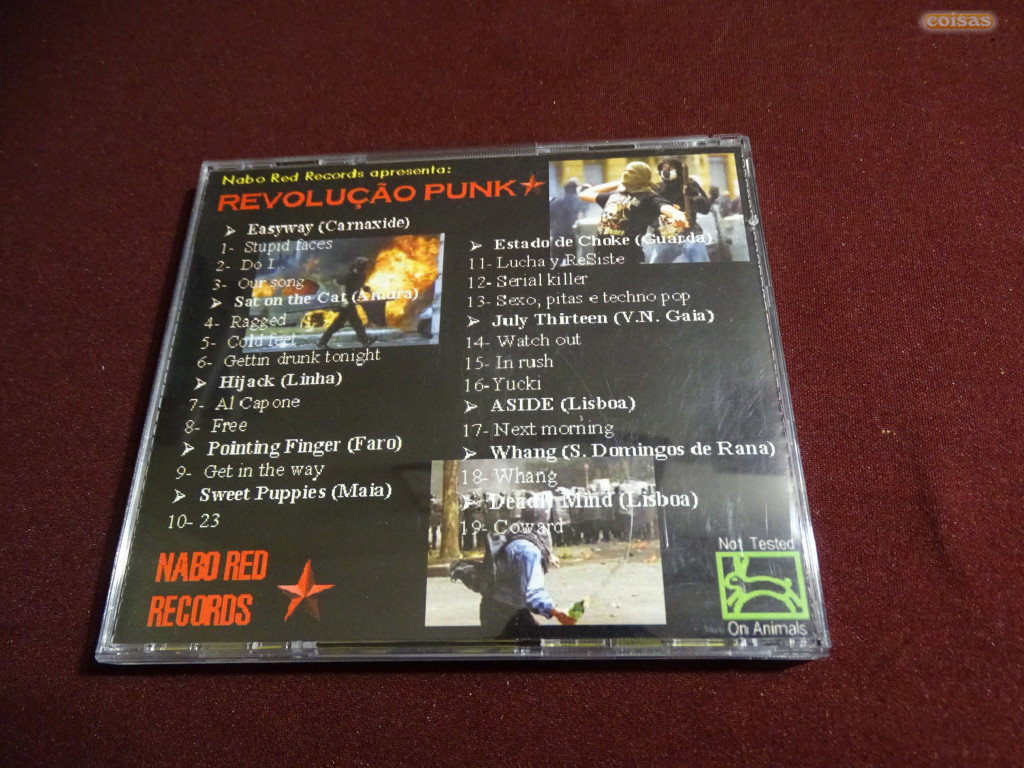 coisas
Nabo Red Records apresenta:
REVOLUÇÃO PUNK
Easyway (Carnaxide)
1- Stupid faces
2- Do I
3- Our song
Sat on the Cat (Amora)
4- Ragged
5- Cold feet
6- Gettin drunk tonight
Hijack (Linha)
7- Al Capone
8- Free
Pointing Finger (Faro)
9- Get in the way
Sweet Puppies (Maia)
10- 23
Estado de Choke (Guarda)
11- Lucha y ReSiste
12- Serial killer
13- Sexo, pitas e techno pop
July Thirteen (V.N. Gaia)
14- Watch out
15- In rush
16- Yucki
ASIDE (Lisboa)
17- Next morning
Whang (S. Domingos de Rana)
18- Whang
Deadly Mind (Lisboa)
19- Coward
NABO RED
RECORDS
Not Tested
On Animals